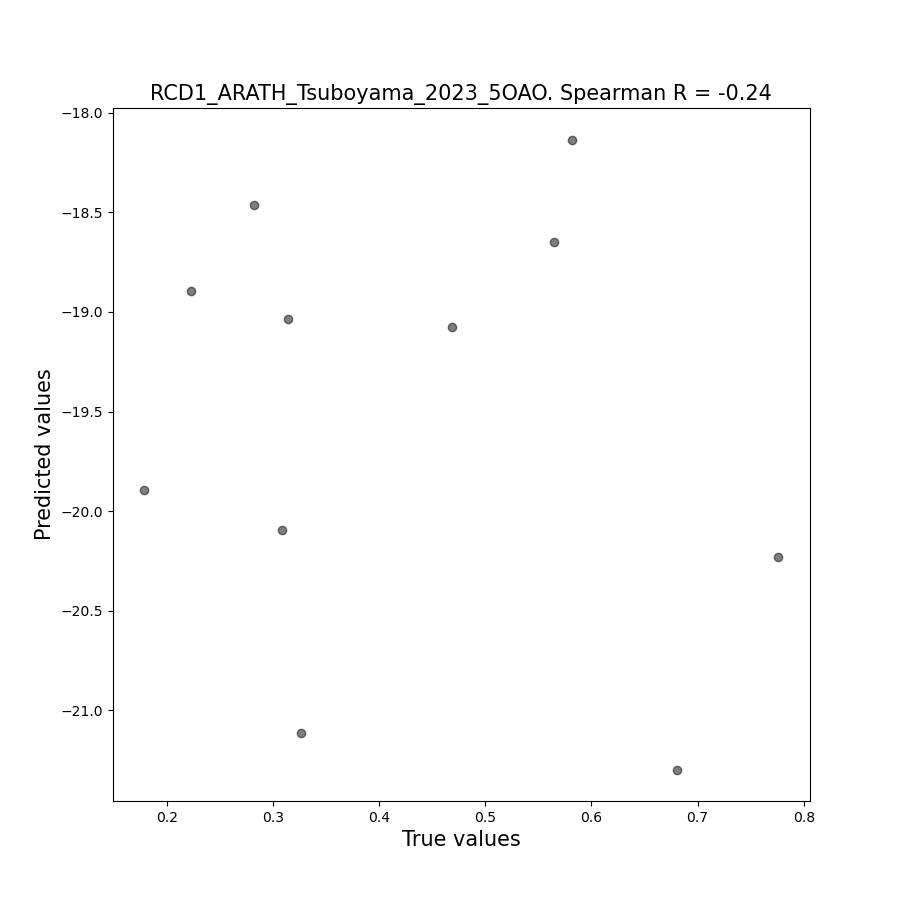 RCD1_ARATH_Tsuboyama_2023_5OAO. Spearman R = -0.24
−18.0
−18.5
−19.0
−19.5
−20.0
−20.5
−21.0
Predicted values
0.2 0.3 0.4 0.5 0.6 0.7 0.8
True values